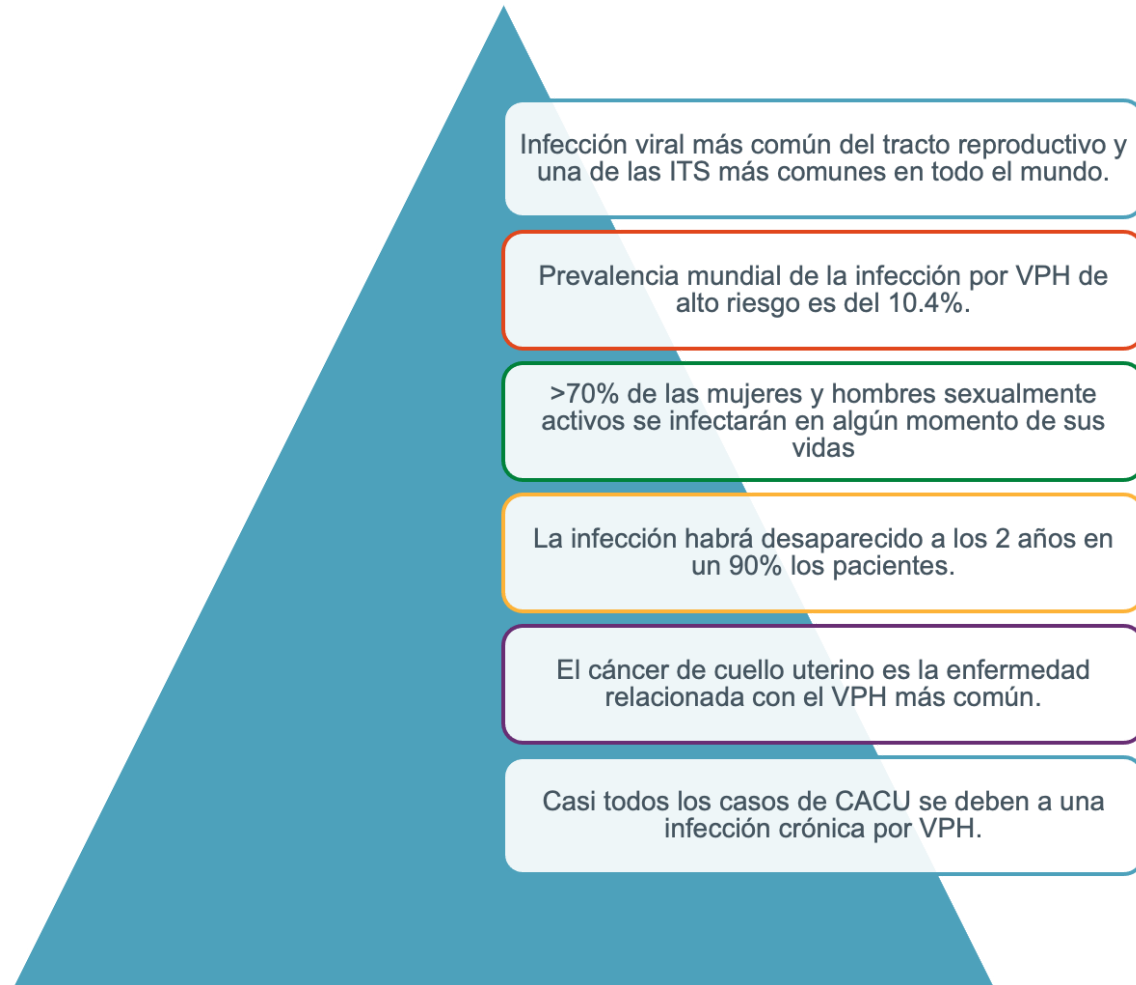 Infección viral más común del tracto reproductivo y
una de las ITS más comunes en todo el mundo.
Prevalencia mundial de la infección por VPH de
alto riesgo es del 10.4%.
>70% de las mujeres y hombres sexualmente
activos se infectarán en algún momento de sus
vidas
La infección habrá desaparecido a los 2 años en
un 90% los pacientes.
El cáncer de cuello uterino es la enfermedad
relacionada con el VPH más común.
Casi todos los casos de CACU se deben a una
infección crónica por VPH.